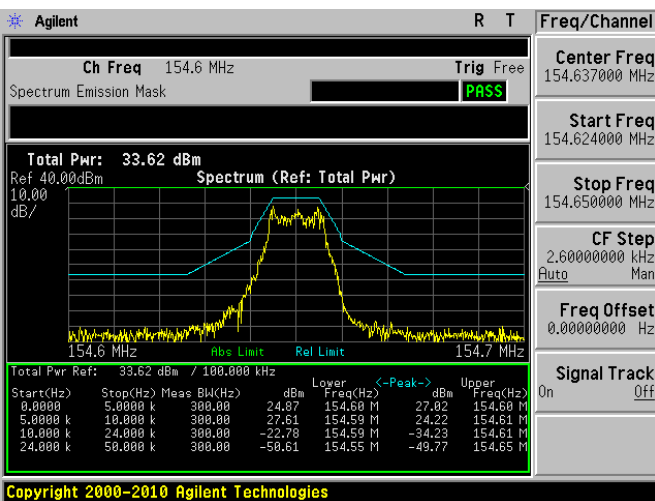 Agilent R T Freq/Channel
Ch Freq 154.6 MHz Trig Free
Spectrum Emission Mask PASS
Center Freq
154.637000 MHz
Start Freq
154.624000 MHz
Stop Freq
154.650000 MHz
CF Step
2.60000000 kHz
Auto Man
Freq Offset
0.00000000 Hz
Signal Track
On Off
Total Pwr: 33.62 dBm
Ref 40.00dBm Spectrum (Ref: Total Pwr)
10.00
dB/
154.6 MHz Abs Limit Rel Limit 154.7 MHz
Total Pwr Ref: 33.62 dBm / 100.000 kHz
Lower <-Peak-> Upper
Start(Hz) Stop(Hz) Meas BW(Hz) dBm Freq(Hz) dBm Freq(Hz)
0.0000 5.0000 k 300.00 24.87 154.60 M 27.02 154.60 M
5.0000 k 10.000 k 300.00 27.61 154.59 M 24.22 154.61 M
10.000 k 24.000 k 300.00 -22.78 154.59 M -34.23 154.61 M
24.000 k 50.000 k 300.00 -50.61 154.55 M -49.77 154.65 M
Copyright 2000-2010 Agilent Technologies